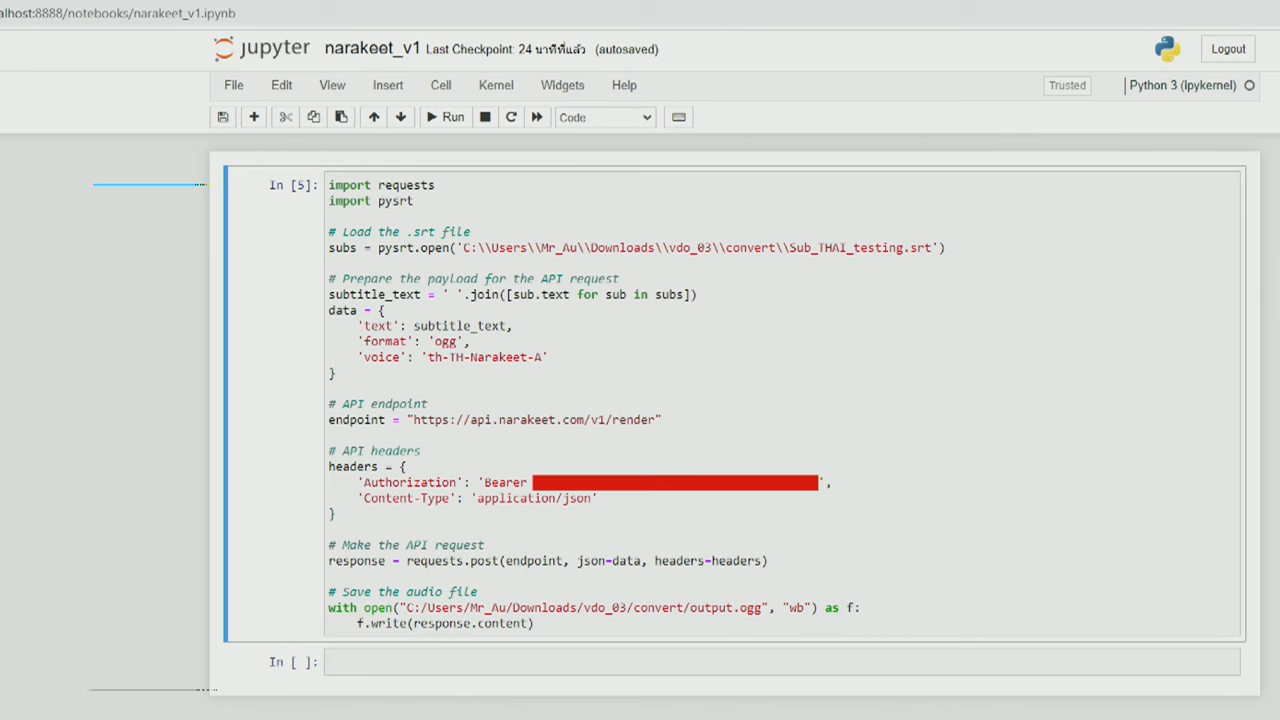 alhost:8888/notebooks/narakeet_v1.ipynb
jupyter narakeet_v1 Last Checkpoint: 24 นาทีที่แล้ว (autosaved)
Logout
File Edit View Insert Cell Kernel Widgets Help
Trusted
Python 3 (Ipykernel)
Run
Code
In [5]:
import requests
import pysrt
# Load the .srt file
subs = pysrt.open('C:\\Users\\Mr_Au\\Downloads\\vdo_03\\convert\\Sub_THAI_testing.srt')
# Prepare the payload for the API request
subtitle_text = ' '.join([sub.text for sub in subs])
data = {
    'text': subtitle_text,
    'format': 'ogg',
    'voice': 'th-TH-Narakeet-A'
}
# API endpoint
endpoint = "https://api.narakeet.com/v1/render"
# API headers
headers = {
    'Authorization': 'Bearer ',
    'Content-Type': 'application/json'
}
# Make the API request
response = requests.post(endpoint, json=data, headers=headers)
# Save the audio file
with open("C:/Users/Mr_Au/Downloads/vdo_03/convert/output.ogg", "wb") as f:
    f.write(response.content)
In [ ]: